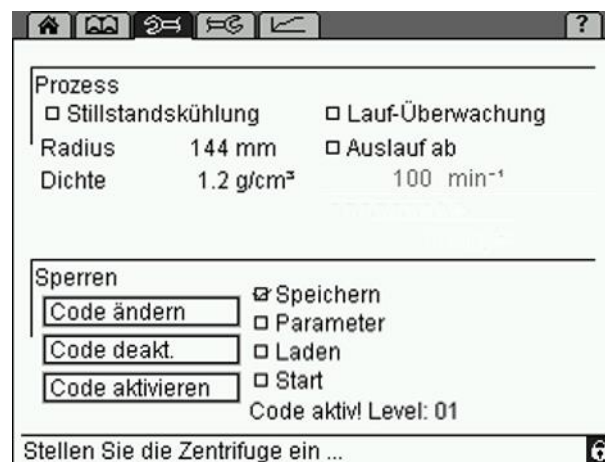 ?
Prozess
Stillstandskühlung
Lauf-Überwachung
Radius 144 mm
Auslauf ab
Dichte 1.2 g/cm³
100 min⁻¹
Sperren
Code ändern
Code deakt.
Code aktivieren
Speichern
Parameter
Laden
Start
Code aktiv! Level: 01
Stellen Sie die Zentrifuge ein ...